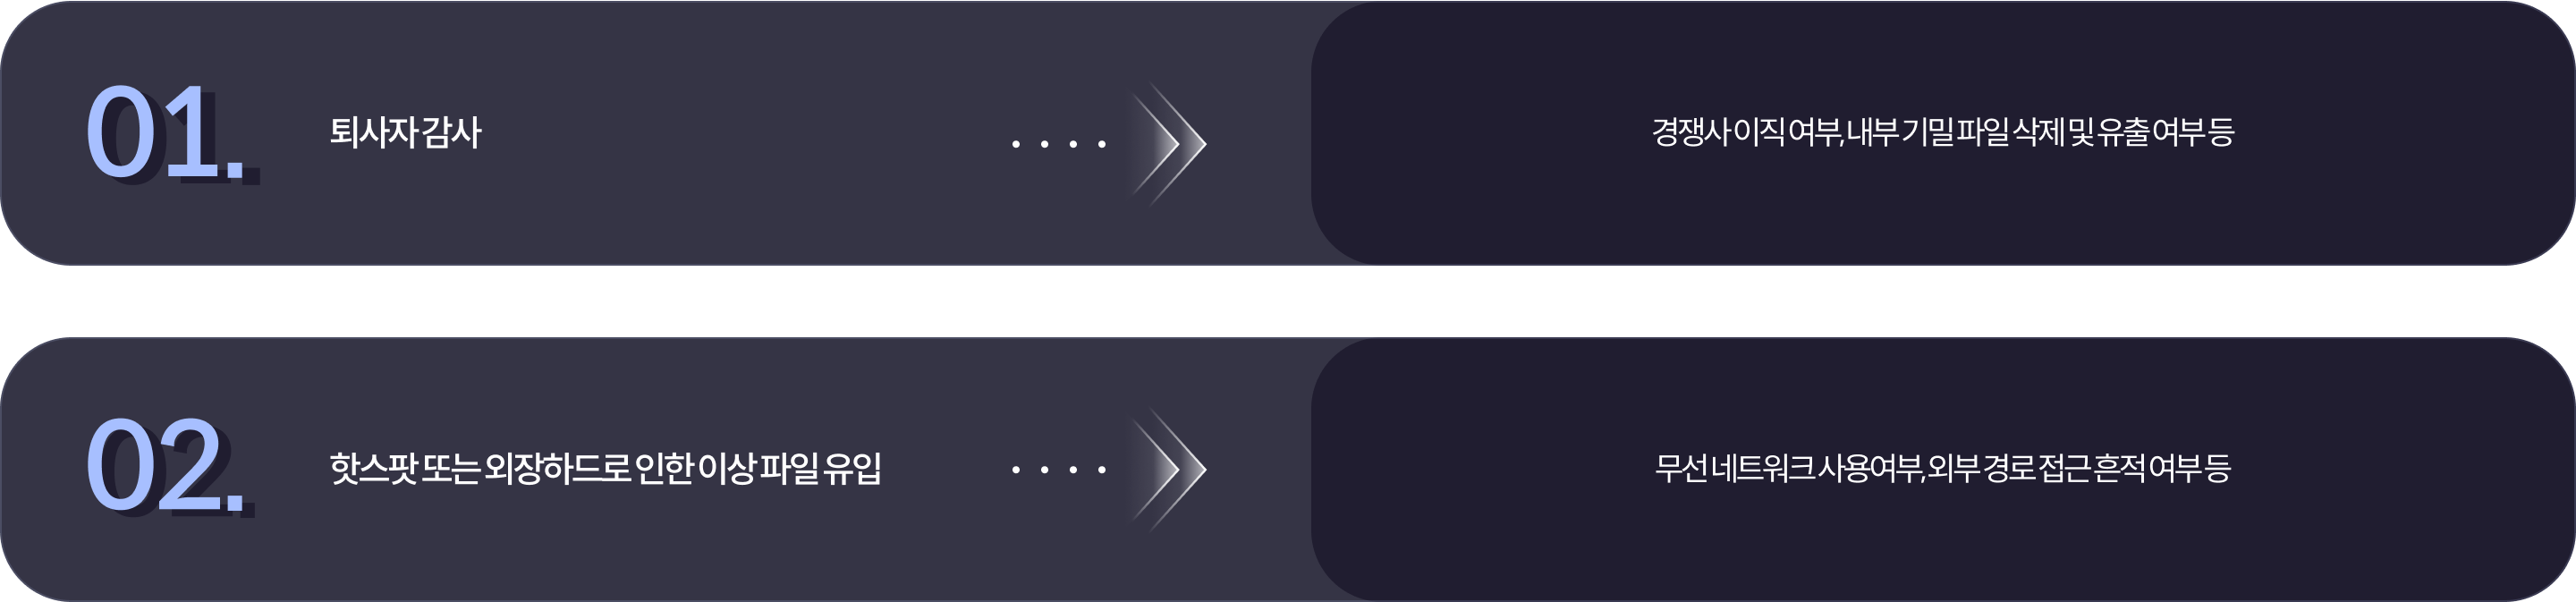 01.
퇴사자 감사
경쟁사 이직 여부, 내부 기밀 파일 삭제 및 유출 여부 등
02.
핫스팟 또는 외장하드로 인한 이상 파일 유입
무선 네트워크 사용여부, 외부 경로 접근 흔적 여부 등